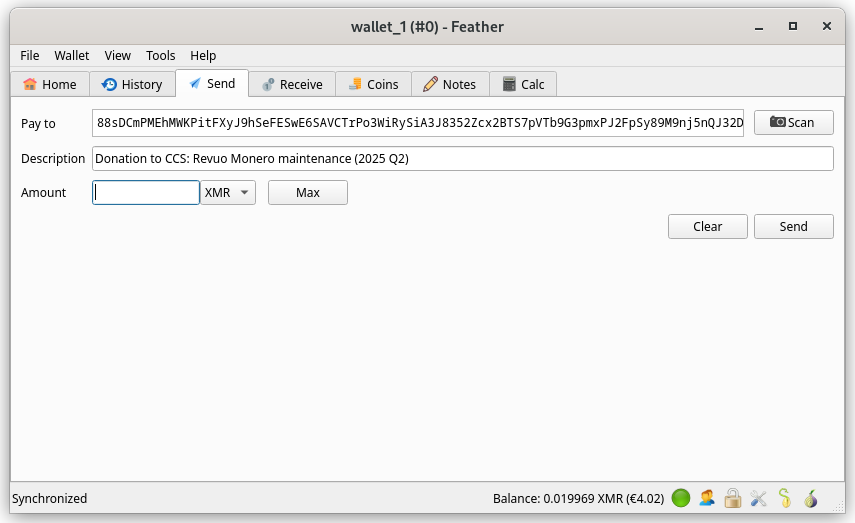 wallet_1 (#0) - Feather
File Wallet View Tools Help
Home History Send Receive Coins Notes Calc
Pay to 88sDCmPMEhMWKPitFXyJ9hSeFESwE6SAVCTrPo3WiRySiA3J8352Zcx2BTS7pVTb9G3pmxPJ2FpSy89M9nj5nQJ32D Scan
Description Donation to CCS: Revuo Monero maintenance (2025 Q2)
Amount XMR Max
Clear Send
Synchronized Balance: 0.019969 XMR (€4.02)